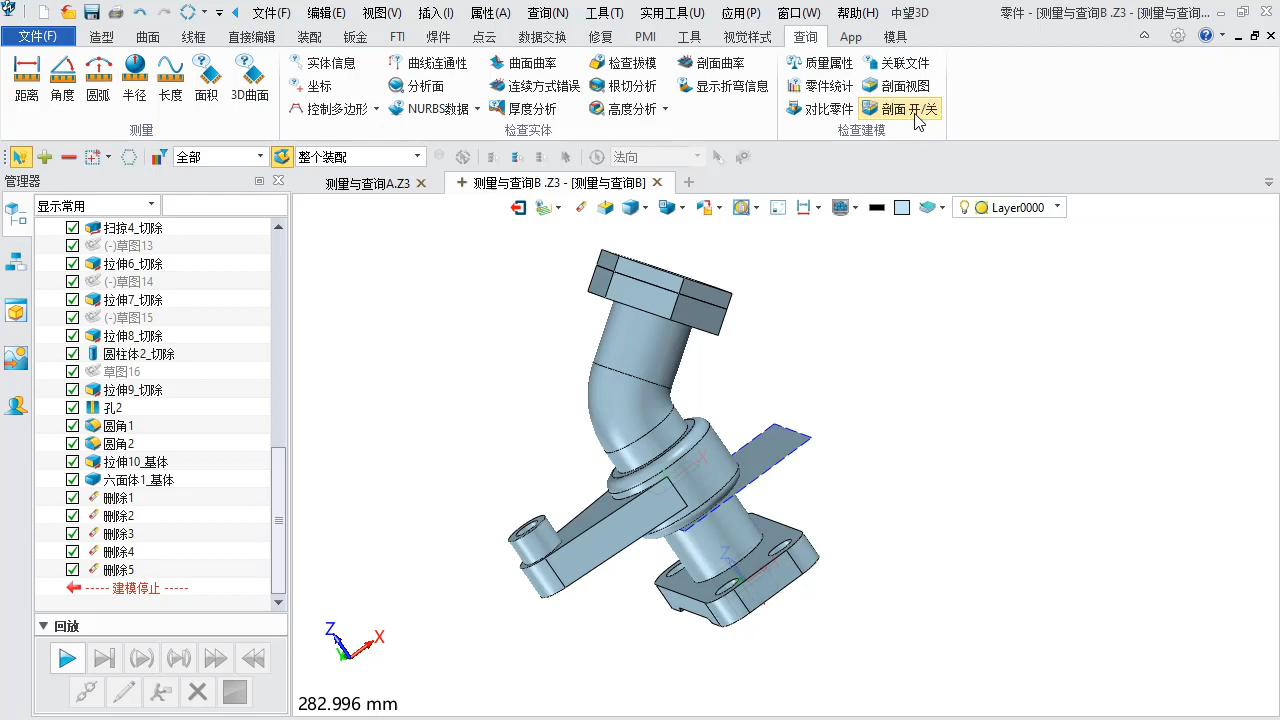 文件(F) 编辑(E) 视图(V) 插入( 属性(A) 查询(N) 工具(T) 实用工具(U) 应用(P) 窗口(W) 帮助(H) 中望3D 零件 - [测量与查询B .Z3 - [测量与查询...
文件(F) 造型 曲面 线框 直接编辑 装配 钣金 FTI 焊件 点云 数据交换 修复 PMI 工具 视觉样式 查询 App 模具
实体信息 曲线连通性 曲面曲率 检查拔模 剖面曲率 质量属性 关联文件
坐标 分析面 连续方式错误 根切分析 显示折弯信息 零件统计 剖面视图
距离 角度 圆弧 半径 长度 面积 3D曲面
控制多边形 NURBS数据 厚度分析 高度分析 对比零件 剖面 开/关
测量 检查实体 检查建模
全部 整个装配 法向
管理器 测量与查询A.Z3 测量与查询B .Z3 - [测量与查询B]
显示常用 Layer0000
扫掠4_切除
(-)草图13
拉伸6_切除
(-)草图14
拉伸7_切除
(-)草图15
拉伸8_切除
圆柱体2_切除
草图16
拉伸9_切除
孔2
圆角1
圆角2
拉伸10_基体
六面体1_基体
删除1
删除2
删除3
删除4
删除5
----- 建模停止 -----
回放
X
Z
Z
X
282.996 mm